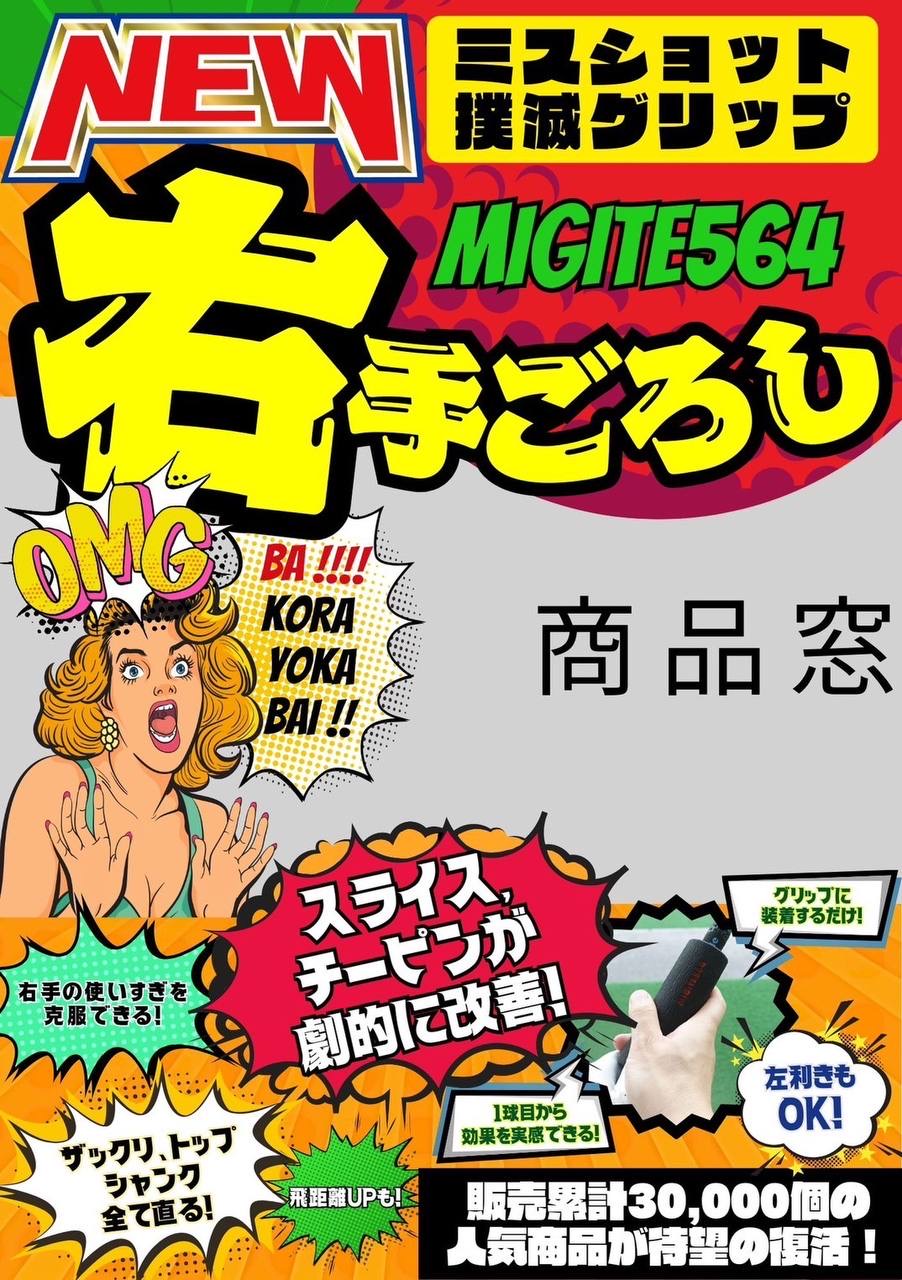 NEW
ミスショット
撲滅グリップ
MIGITE564
右手ごろし
OMG
BA !!!!
KORA
YOKA
BAI !!
商品窓
スライス,
チーピンが
劇的に改善!
グリップに
装着するだけ!
右手の使いすぎを
克服できる!
左利きも
OK!
1球目から
効果を実感できる!
ザックリ、トップ
シャンク
全て直る!
飛距離UPも!
販売累計30,000個の
人気商品が待望の復活!